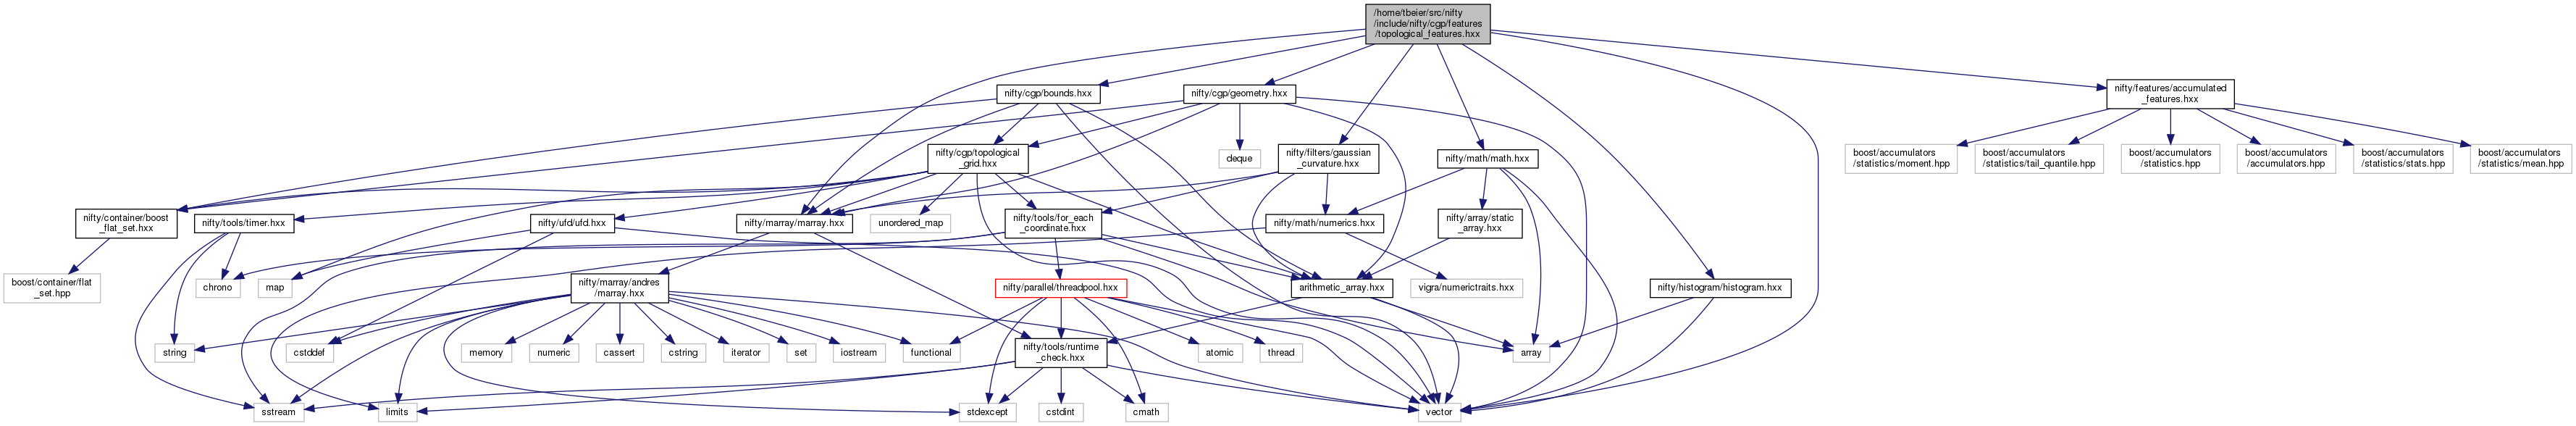 /home/tbeier/src/nifty
/include/nifty/cgp/features
/topological_features.hxx
nifty/cgp/bounds.hxx
nifty/cgp/geometry.hxx
nifty/features/accumulated
_features.hxx
nifty/cgp/topological
_grid.hxx
deque
nifty/filters/gaussian
_curvature.hxx
nifty/math/math.hxx
boost/accumulators
/statistics/moment.hpp
boost/accumulators
/statistics/tail_quantile.hpp
boost/accumulators
/statistics.hpp
boost/accumulators
/accumulators.hpp
boost/accumulators
/statistics/stats.hpp
boost/accumulators
/statistics/mean.hpp
nifty/container/boost
_flat_set.hxx
nifty/tools/timer.hxx
nifty/ufd/ufd.hxx
nifty/marray/marray.hxx
unordered_map
nifty/tools/for_each
_coordinate.hxx
nifty/math/numerics.hxx
nifty/array/static
_array.hxx
boost/container/flat
_set.hpp
chrono
map
nifty/marray/andres
/marray.hxx
nifty/parallel/threadpool.hxx
arithmetic_array.hxx
vigra/numerictraits.hxx
nifty/histogram/histogram.hxx
string
cstddef
memory
numeric
cassert
cstring
iterator
set
iostream
functional
nifty/tools/runtime
_check.hxx
atomic
thread
array
sstream
limits
stdexcept
cstdint
cmath
vector